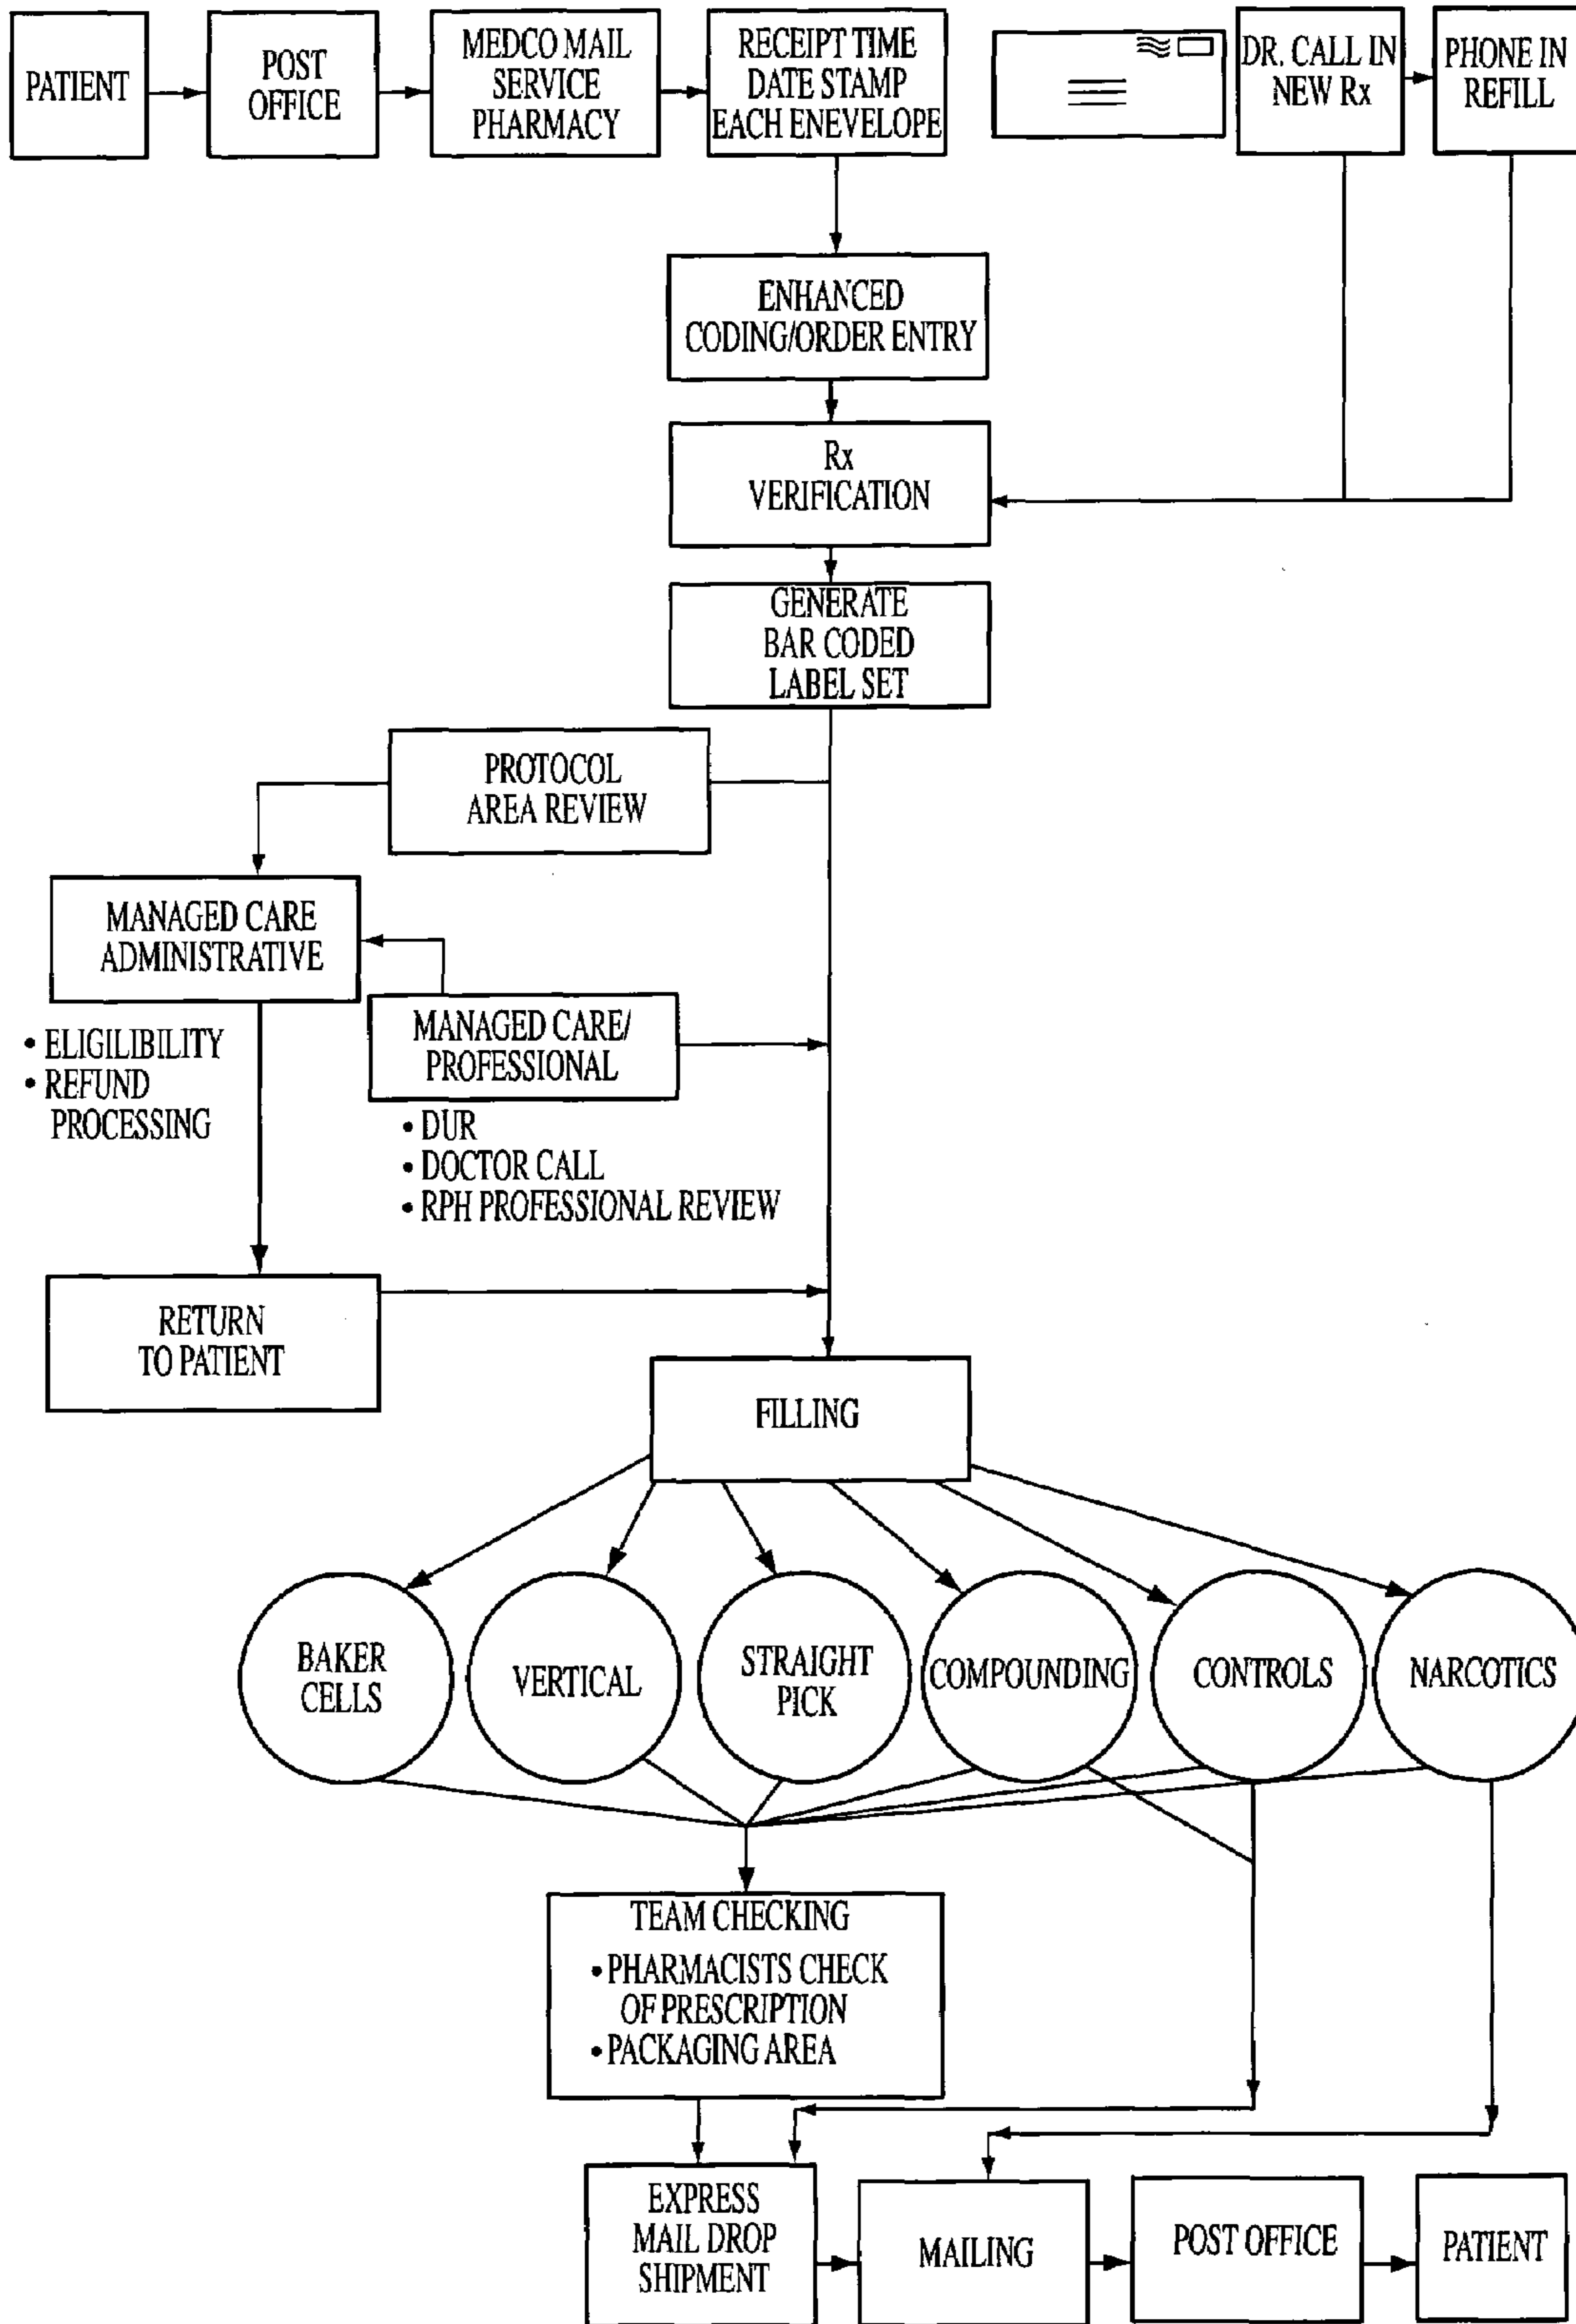 PATIENT
POST
OFFICE
MEDCO MAIL
SERVICE
PHARMACY
RECEIPT TIME
DATE STAMP
EACH ENEVELOPE
DR. CALL IN
NEW Rx
PHONE IN
REFILL
ENHANCED
CODING/ORDER ENTRY
Rx
VERIFICATION
GENERATE
BAR CODED
LABEL SET
PROTOCOL
AREA REVIEW
MANAGED CARE
ADMINISTRATIVE
• ELIGILIBILITY
• REFUND
PROCESSING
MANAGED CARE/
PROFESSIONAL
• DUR
• DOCTOR CALL
• RPH PROFESSIONAL REVIEW
RETURN
TO PATIENT
FILLING
BAKER
CELLS
VERTICAL
STRAIGHT
PICK
COMPOUNDING
CONTROLS
NARCOTICS
TEAM CHECKING
• PHARMACISTS CHECK
OF PRESCRIPTION
• PACKAGING AREA
EXPRESS
MAIL DROP
SHIPMENT
MAILING
POST OFFICE
PATIENT